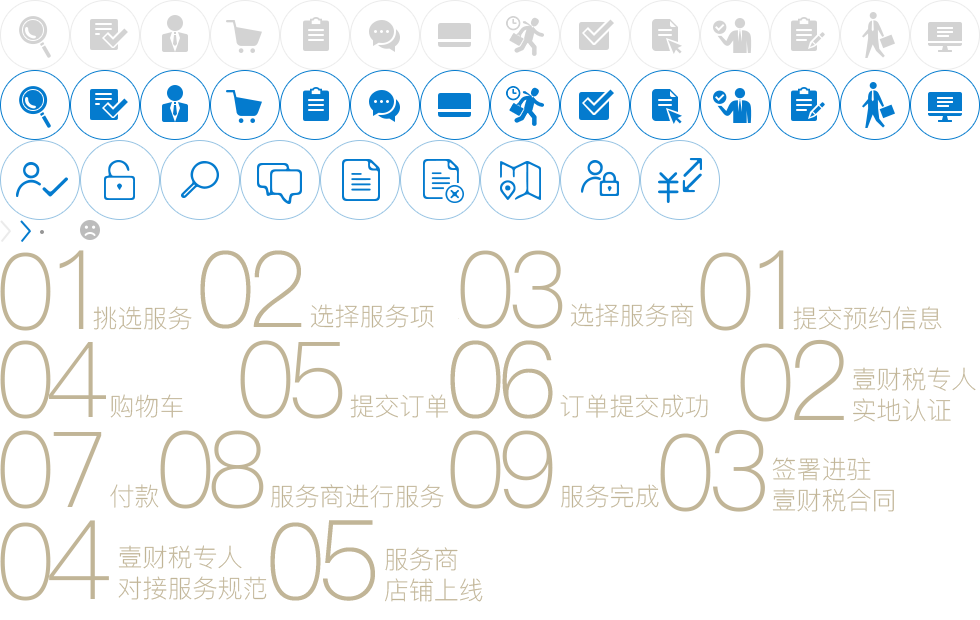 01 挑选服务
02 选择服务项
03 选择服务商
01 提交预约信息
04 购物车
05 提交订单
06 订单提交成功
02 壹财税专人
实地认证
07 付款
08 服务商进行服务
09 服务完成
03 签署进驻
壹财税合同
04 壹财税专人
对接服务规范
05 服务商
店铺上线